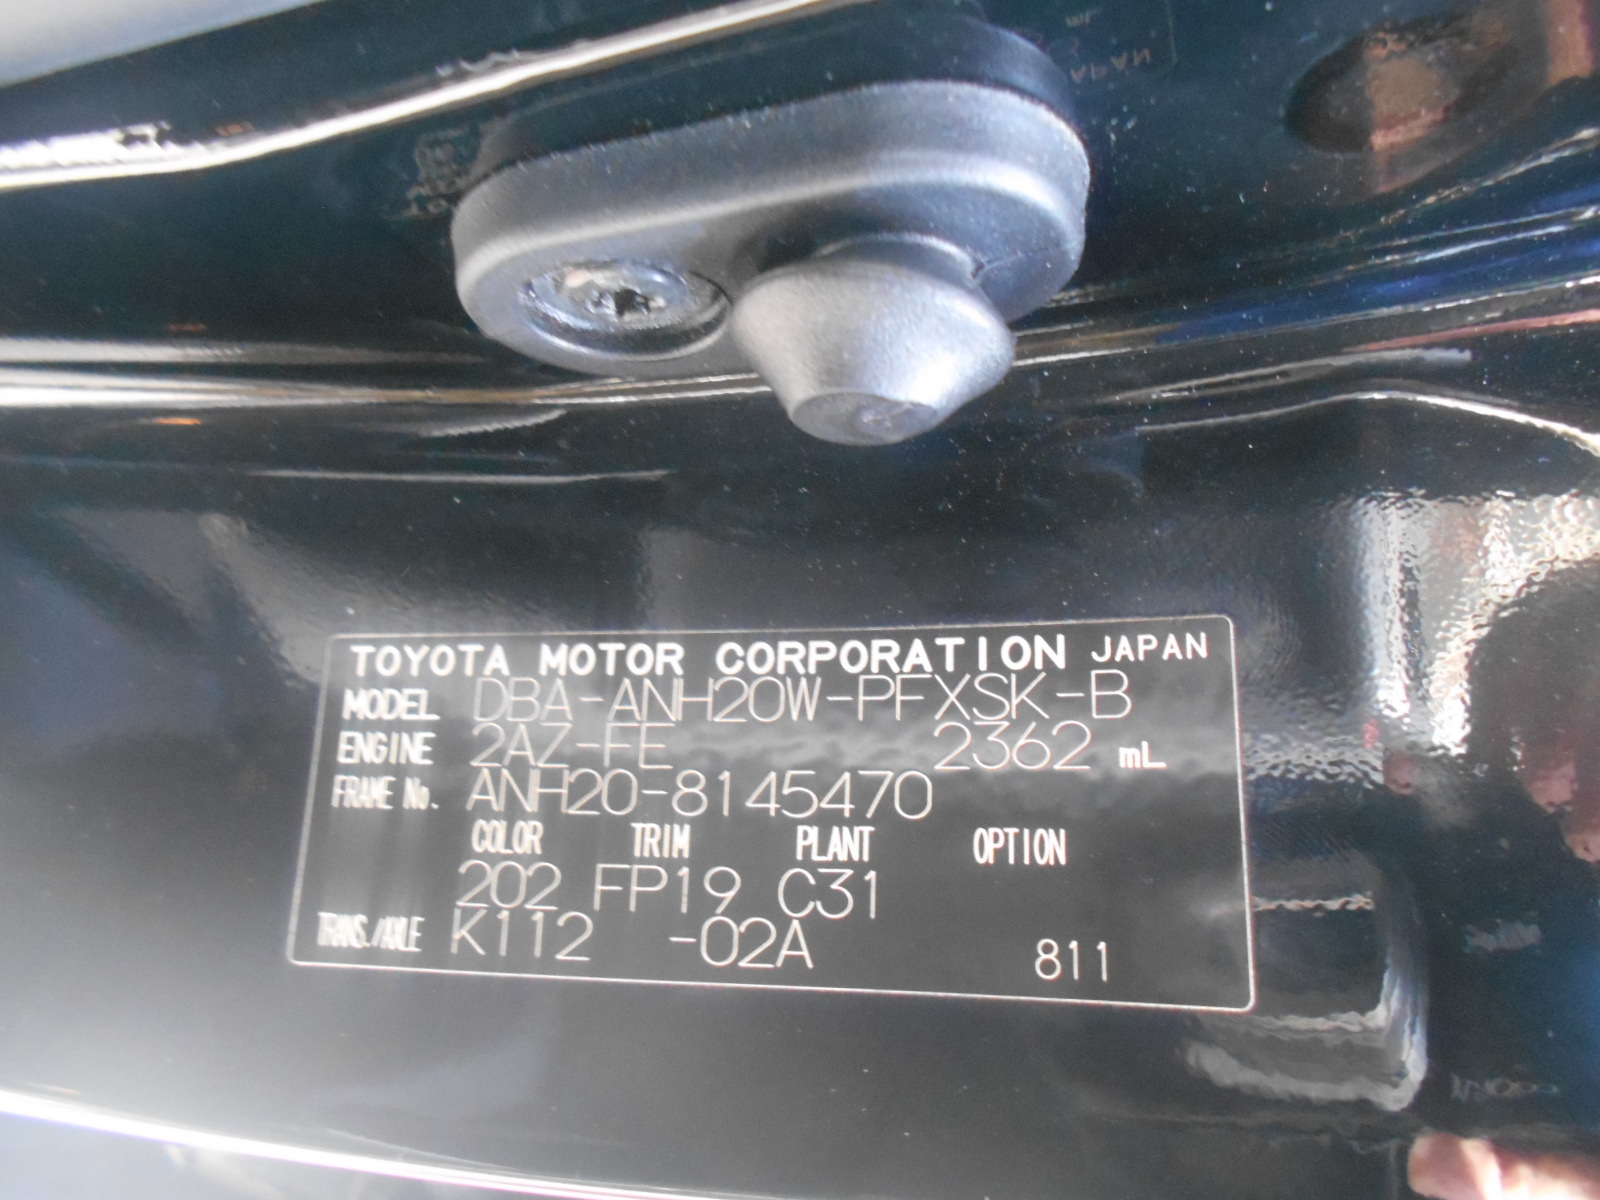 TOYOTA MOTOR CORPORATION JAPAN
MODEL DBA-ANH20W-PFXSK-B
ENGINE 2AZ-FE 2362 mL
FRAME No. ANH20-8145470
COLOR TRIM PLANT OPTION
202 FP19 C31
TRANS./AXLE K112 -02A 811